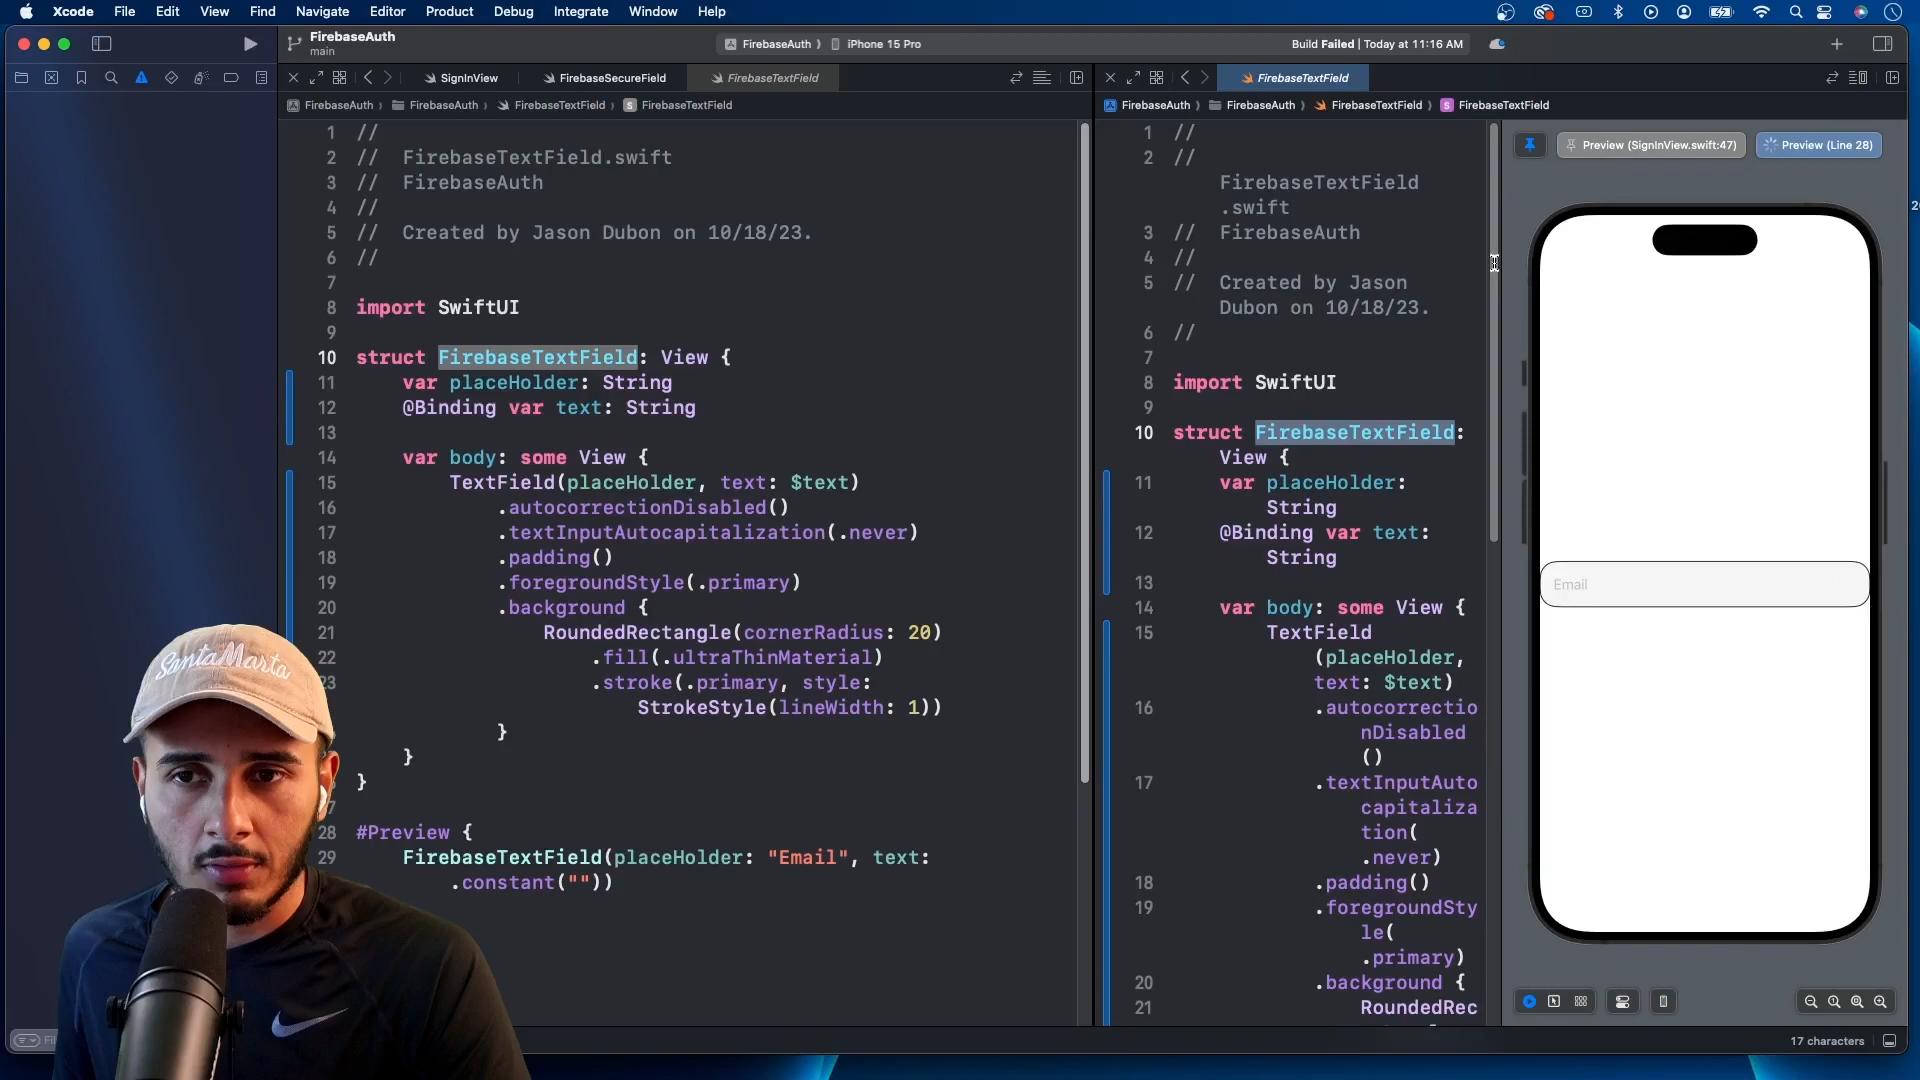 Xcode File Edit View Find Navigate Editor Product Debug Integrate Window Help
FirebaseAuth
main
FirebaseAuth iPhone 15 Pro
Build Failed | Today at 11:16 AM
SignInView FirebaseSecureField FirebaseTextField
FirebaseAuth FirebaseAuth FirebaseTextField FirebaseTextField
1 //
2 // FirebaseTextField.swift
3 // FirebaseAuth
4 //
5 // Created by Jason Dubon on 10/18/23.
6 //
7
8 import SwiftUI
9
10 struct FirebaseTextField: View {
11 var placeHolder: String
12 @Binding var text: String
13
14 var body: some View {
15 TextField(placeHolder, text: $text)
16 .autocorrectionDisabled()
17 .textInputAutocapitalization(.never)
18 .padding()
19 .foregroundStyle(.primary)
20 .background {
21 RoundedRectangle(cornerRadius: 20)
22 .fill(.ultraThinMaterial)
23 .stroke(.primary, style:
StrokeStyle(lineWidth: 1))
}
}
}
7
28 #Preview {
29 FirebaseTextField(placeHolder: "Email", text:
.constant(""))
FirebaseTextField
FirebaseAuth FirebaseAuth FirebaseTextField FirebaseTextField
1 //
2 //
FirebaseTextField
.swift
3 // FirebaseAuth
4 //
5 // Created by Jason
Dubon on 10/18/23.
6 //
7
8 import SwiftUI
9
10 struct FirebaseTextField:
View {
11 var placeHolder:
String
12 @Binding var text:
String
13
14 var body: some View {
15 TextField
(placeHolder,
text: $text)
16 .autocorrectio
nDisabled
()
17 .textInputAuto
capitaliza
tion(
.never)
18 .padding()
19 .foregroundSty
le(
.primary)
20 .background {
21 RoundedRec
Preview (SignInView.swift:47)
Preview (Line 28)
Email
17 characters
Santa Marta